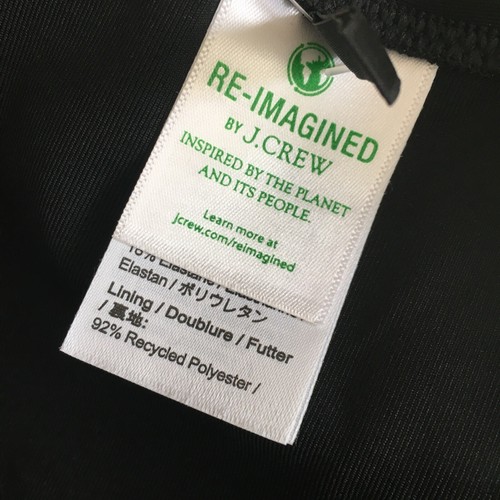 RE-IMAGINED
BY J.CREW
INSPIRED BY THE PLANET
AND ITS PEOPLE.
Learn more at
jcrew.com/reimagined
Elastan / ポリウレタン
Lining / Doublure / Futter
/ 裏地:
92% Recycled Polyester /